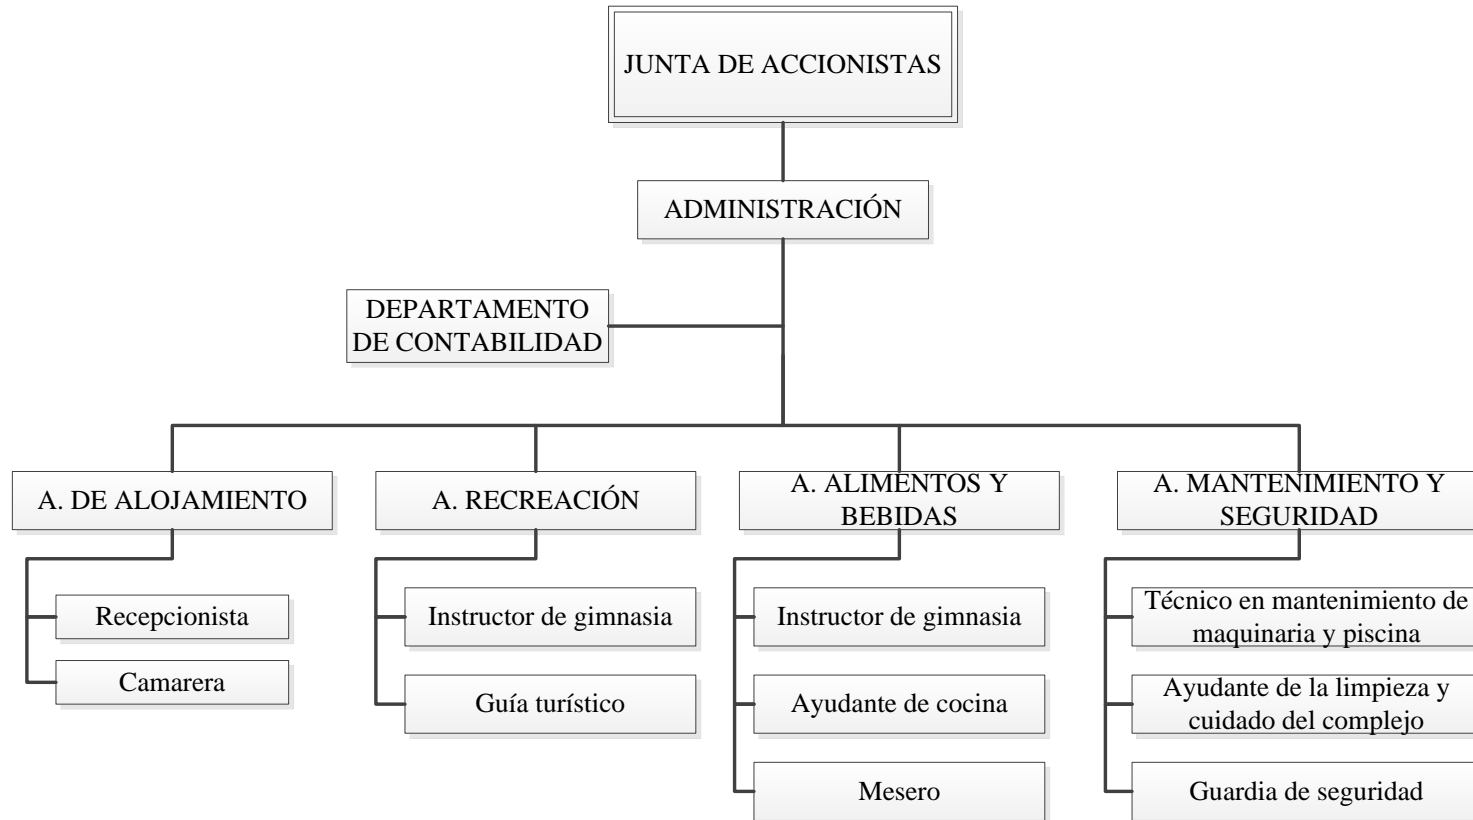 JUNTA DE ACCIONISTAS
ADMINISTRACIÓN
DEPARTAMENTO
DE CONTABILIDAD
A. DE ALOJAMIENTO
Recepcionista
Camarera
A. RECREACIÓN
Instructor de gimnasia
Guía turístico
A. ALIMENTOS Y
BEBIDAS
Instructor de gimnasia
Ayudante de cocina
Mesero
A. MANTENIMIENTO Y
SEGURIDAD
Técnico en mantenimiento de
maquinaria y piscina
Ayudante de la limpieza y
cuidado del complejo
Guardia de seguridad